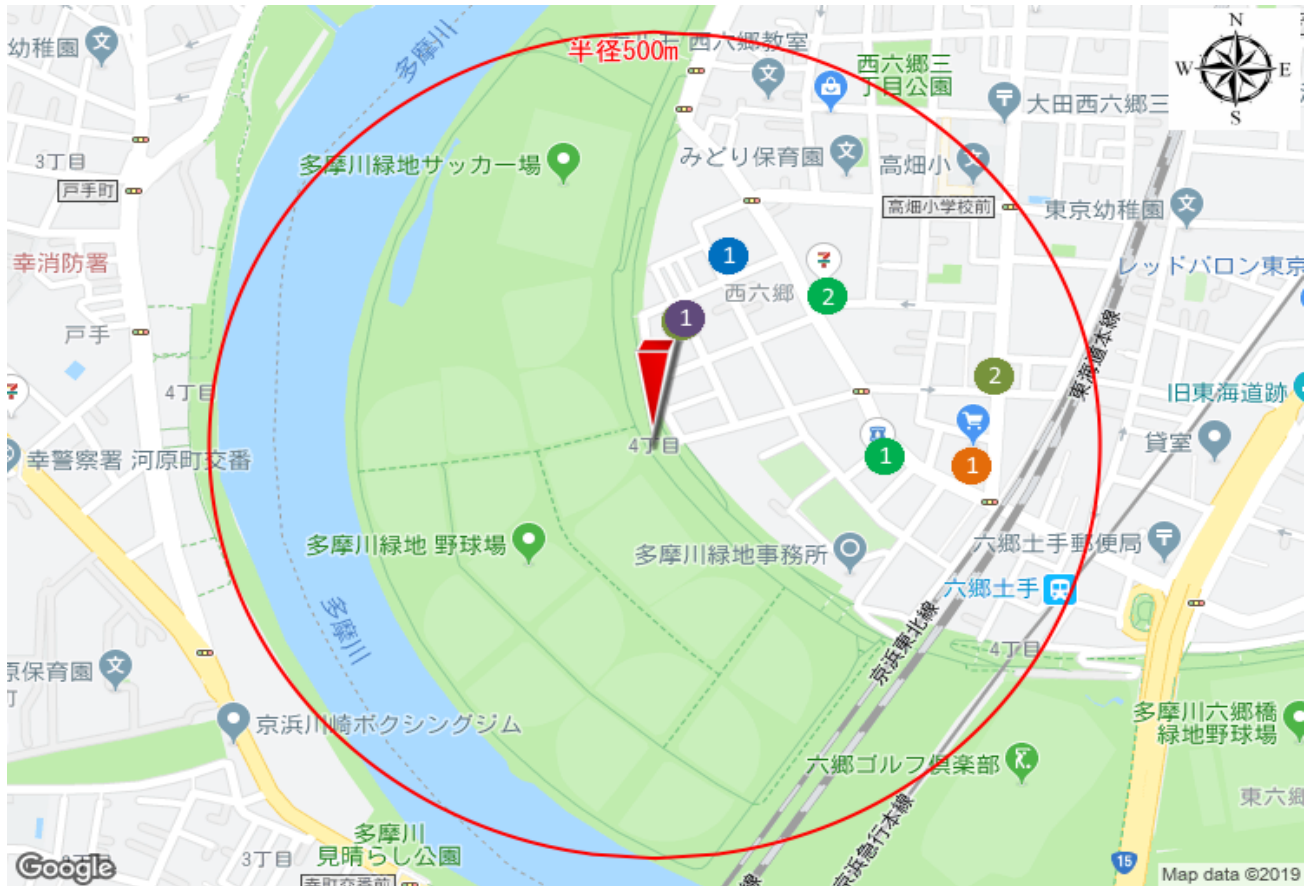 幼稚園
多摩川
半径500m
西六郷教室
西六郷三
丁目公園
大田西六郷三
N
W
E
S
3丁目
戸手町
多摩川緑地サッカー場
みどり保育園
高畑小
高畑小学校前
東京幼稚園
幸消防署
1
西六郷
2
レッドバロン東京
戸手
1
4丁目
2
東海道本線
旧東海道跡
幸警察署 河原町交番
4丁目
1
1
貸室
多摩川緑地 野球場
多摩川緑地事務所
六郷土手郵便局
六郷土手
多摩川
京浜東北線
4丁目
原保育園
京浜川崎ボクシングジム
多摩川六郷橋
緑地野球場
六郷ゴルフ倶楽部
東六郷
京浜急行本線
多摩川
見晴らし公園
3丁目
15
Google
Map data ©2019